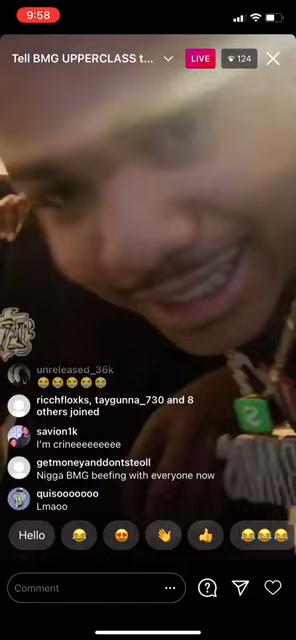 9:58
Tell BMG UPPERCLASS t...
LIVE
124
unreleased_36k
😭😭😭😭😭
ricchfloxks, taygunna_730 and 8
others joined
savion1k
I'm crineeeeeeeee
getmoneyanddontsteoll
Nigga BMG beefing with everyone now
quisooooooo
Lmaoo
Hello
😂
😍
👋
👍
😂😂😂
Comment
S